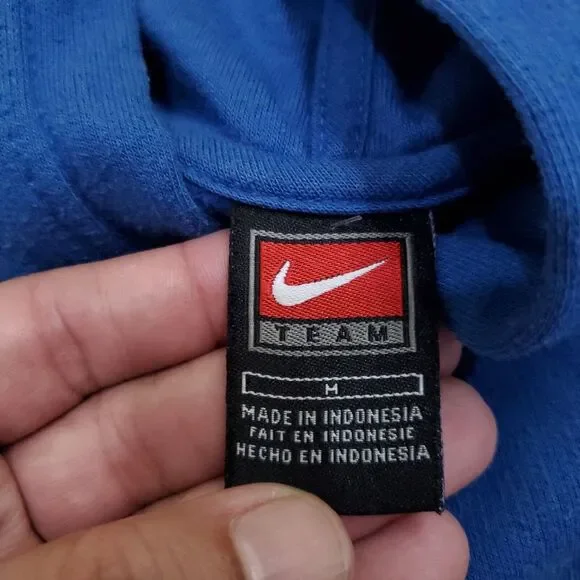 TEAM
M
MADE IN INDONESIA
FAIT EN INDONESIE
HECHO EN INDONESIA